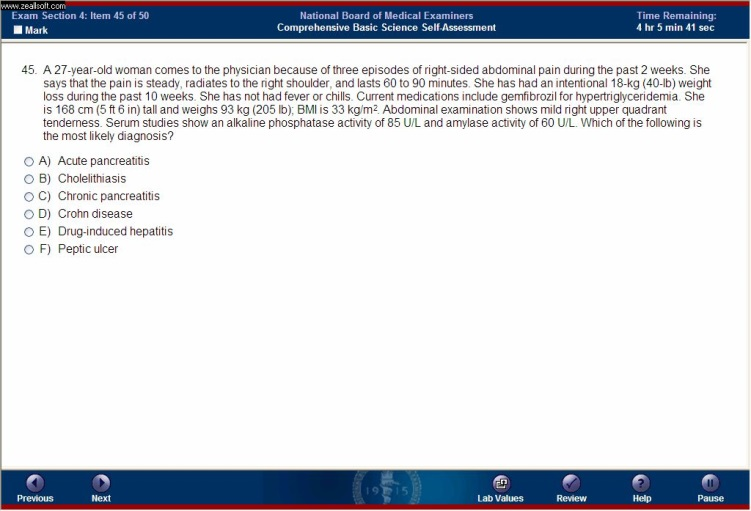 www.zeallsoft.com
Exam Section 4: Item 45 of 50
National Board of Medical Examiners
Time Remaining:
Mark
Comprehensive Basic Science Self-Assessment
4 hr 5 min 41 sec
45. A 27-year-old woman comes to the physician because of three episodes of right-sided abdominal pain during the past 2 weeks. She
says that the pain is steady, radiates to the right shoulder, and lasts 60 to 90 minutes. She has had an intentional 18-kg (40-lb) weight
loss during the past 10 weeks. She has not had fever or chills. Current medications include gemfibrozil for hypertriglyceridemia. She
is 168 cm (5 ft 6 in) tall and weighs 93 kg (205 lb); BMI is 33 kg/m². Abdominal examination shows mild right upper quadrant
tenderness. Serum studies show an alkaline phosphatase activity of 85 U/L and amylase activity of 60 U/L. Which of the following is
the most likely diagnosis?
A) Acute pancreatitis
B) Cholelithiasis
C) Chronic pancreatitis
D) Crohn disease
E) Drug-induced hepatitis
F) Peptic ulcer
1915
Previous
Next
Lab Values
Review
Help
Pause